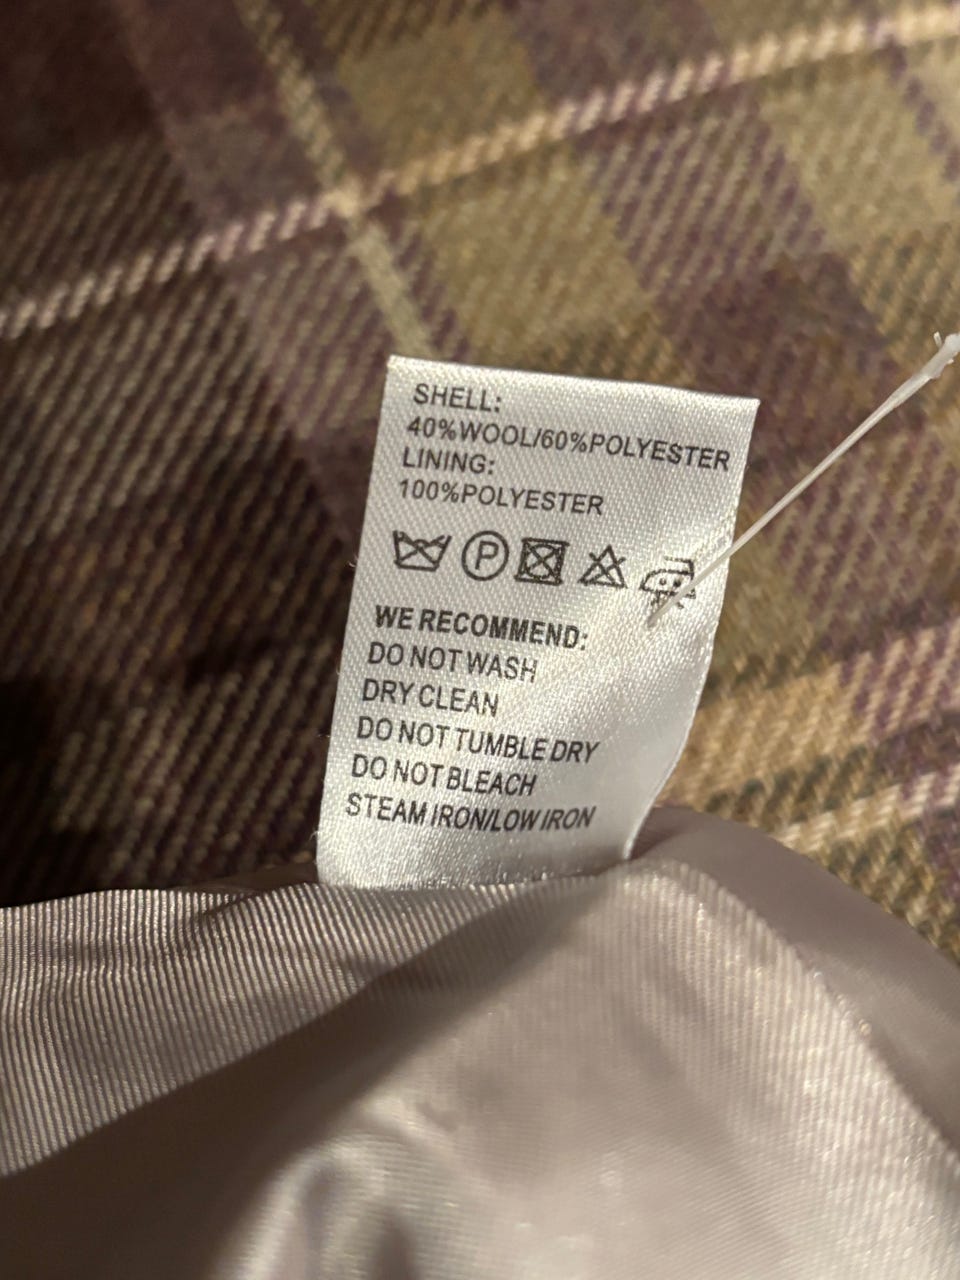 SHELL:
40%WOOL/60%POLYESTER
LINING:
100%POLYESTER
P
WE RECOMMEND:
DO NOT WASH
DRY CLEAN
DO NOT TUMBLE DRY
DO NOT BLEACH
STEAM IRON/LOW IRON